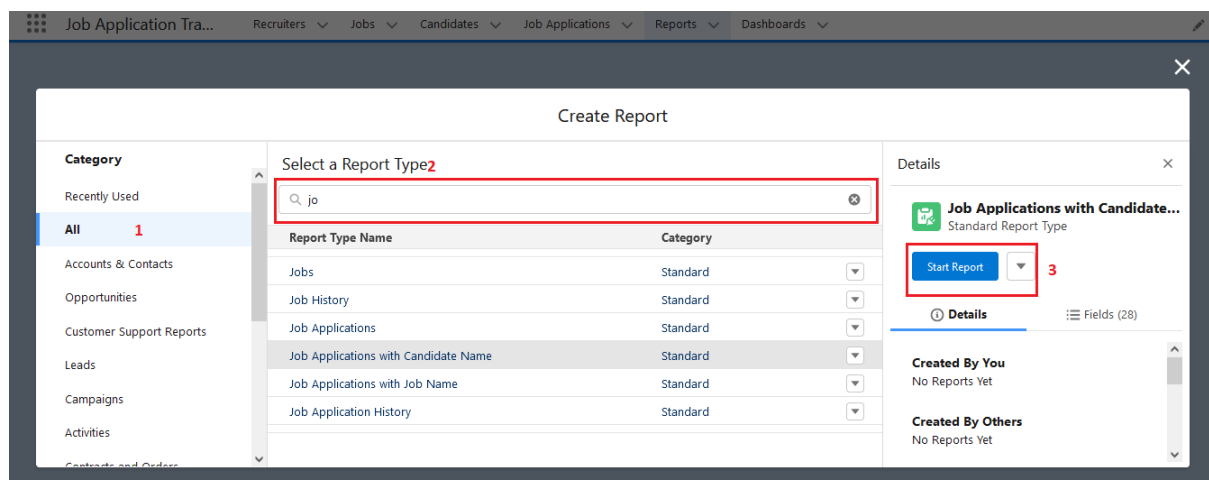 Job Application Tra... Recruiters Jobs Candidates Job Applications Reports Dashboards
Create Report
Category
Recently Used
All 1
Accounts & Contacts
Opportunities
Customer Support Reports
Leads
Campaigns
Activities
Contracts and Orders
Select a Report Type2
jo
Report Type Name Category
Jobs Standard
Job History Standard
Job Applications Standard
Job Applications with Candidate Name Standard
Job Applications with Job Name Standard
Job Application History Standard
Details
Job Applications with Candidate...
Standard Report Type
Start Report 3
Details Fields (28)
Created By You
No Reports Yet
Created By Others
No Reports Yet